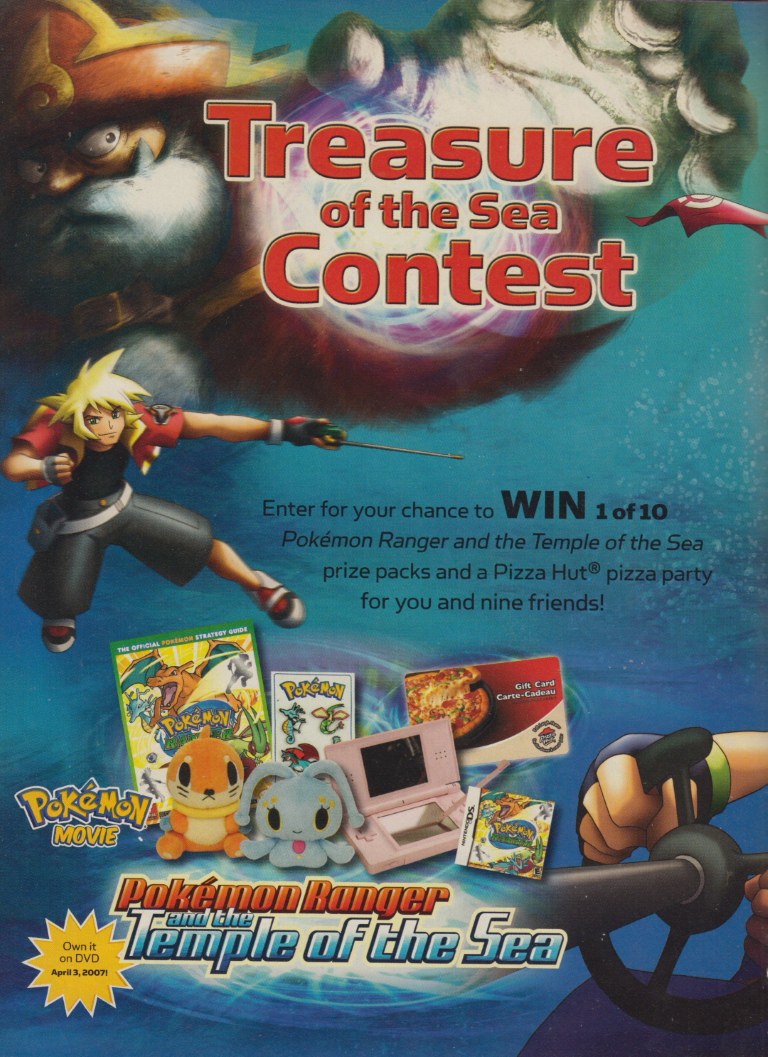 Treasure
of the Sea
Contest
Enter for your chance to WIN 1 of 10
Pokémon Ranger and the Temple of the Sea
prize packs and a Pizza Hut® pizza party
for you and nine friends!
THE OFFICIAL POKÉMON STRATEGY GUIDE
POKÉMON
POKÉMON
Gift Card
Carte-Cadeau
POKÉMON
MOVIE
POKÉMON
E
Pokémon Ranger
and the
Temple of the Sea
Own it
on DVD
April 3, 2007!